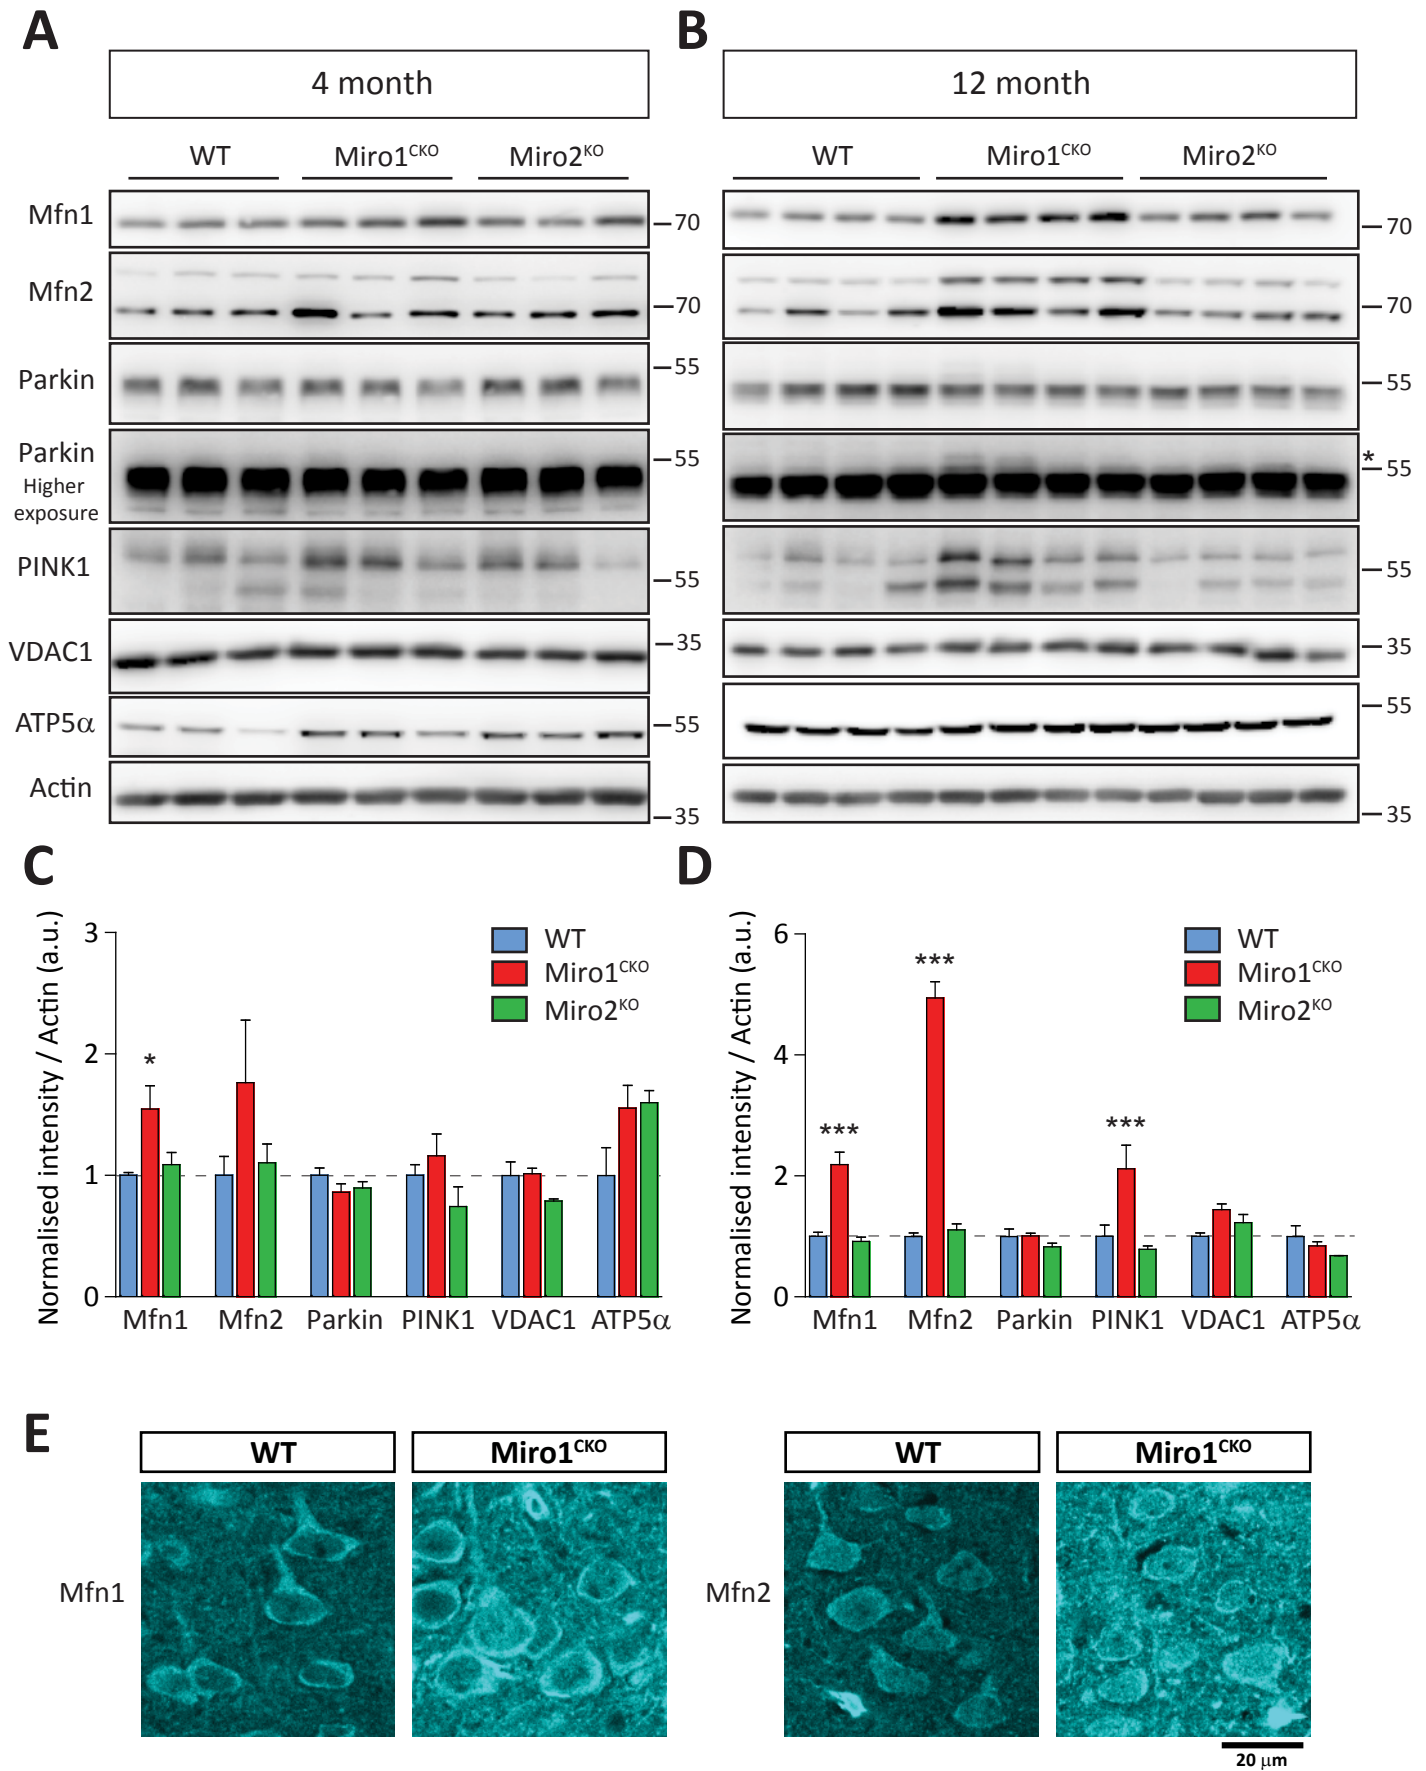 A
B
4 month
12 month
WT Miro1CKO Miro2KO
WT Miro1CKO Miro2KO
Mfn1
70
70
Mfn2
70
70
Parkin
55
55
Parkin
Higher
exposure
55
*
55
PINK1
55
55
VDAC1
35
35
ATP5α
55
55
Actin
35
35
C
Normalised intensity / Actin (a.u.)
3
2
1
0
WT
Miro1CKO
Miro2KO
*
Mfn1 Mfn2 Parkin PINK1 VDAC1 ATP5α
D
Normalised intensity / Actin (a.u.)
6
4
2
0
WT
Miro1CKO
Miro2KO
***
***
***
Mfn1 Mfn2 Parkin PINK1 VDAC1 ATP5α
E
WT Miro1CKO
WT Miro1CKO
Mfn1
Mfn2
20 μm